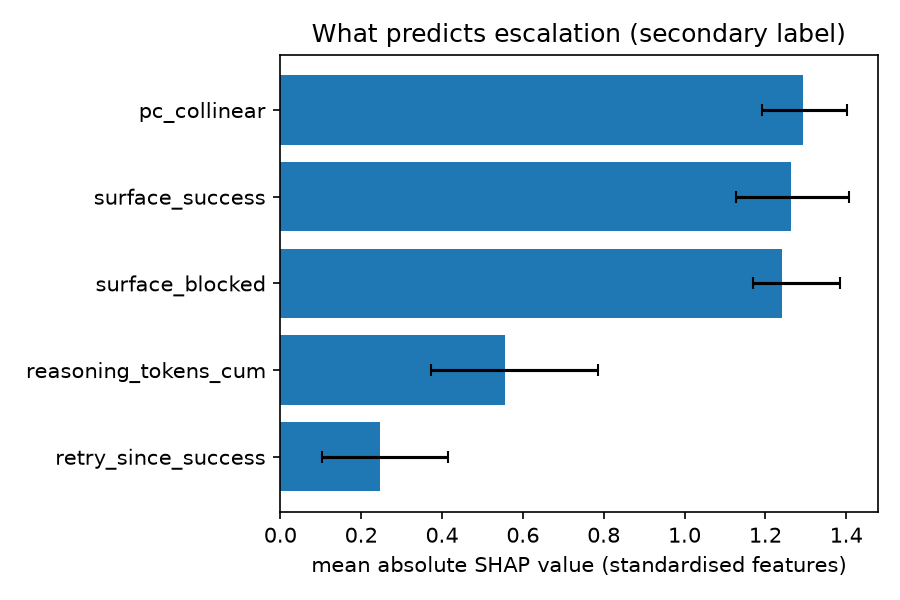 What predicts escalation (secondary label)
pc_collinear
surface_success
surface_blocked
reasoning_tokens_cum
retry_since_success
0.0 0.2 0.4 0.6 0.8 1.0 1.2 1.4
mean absolute SHAP value (standardised features)